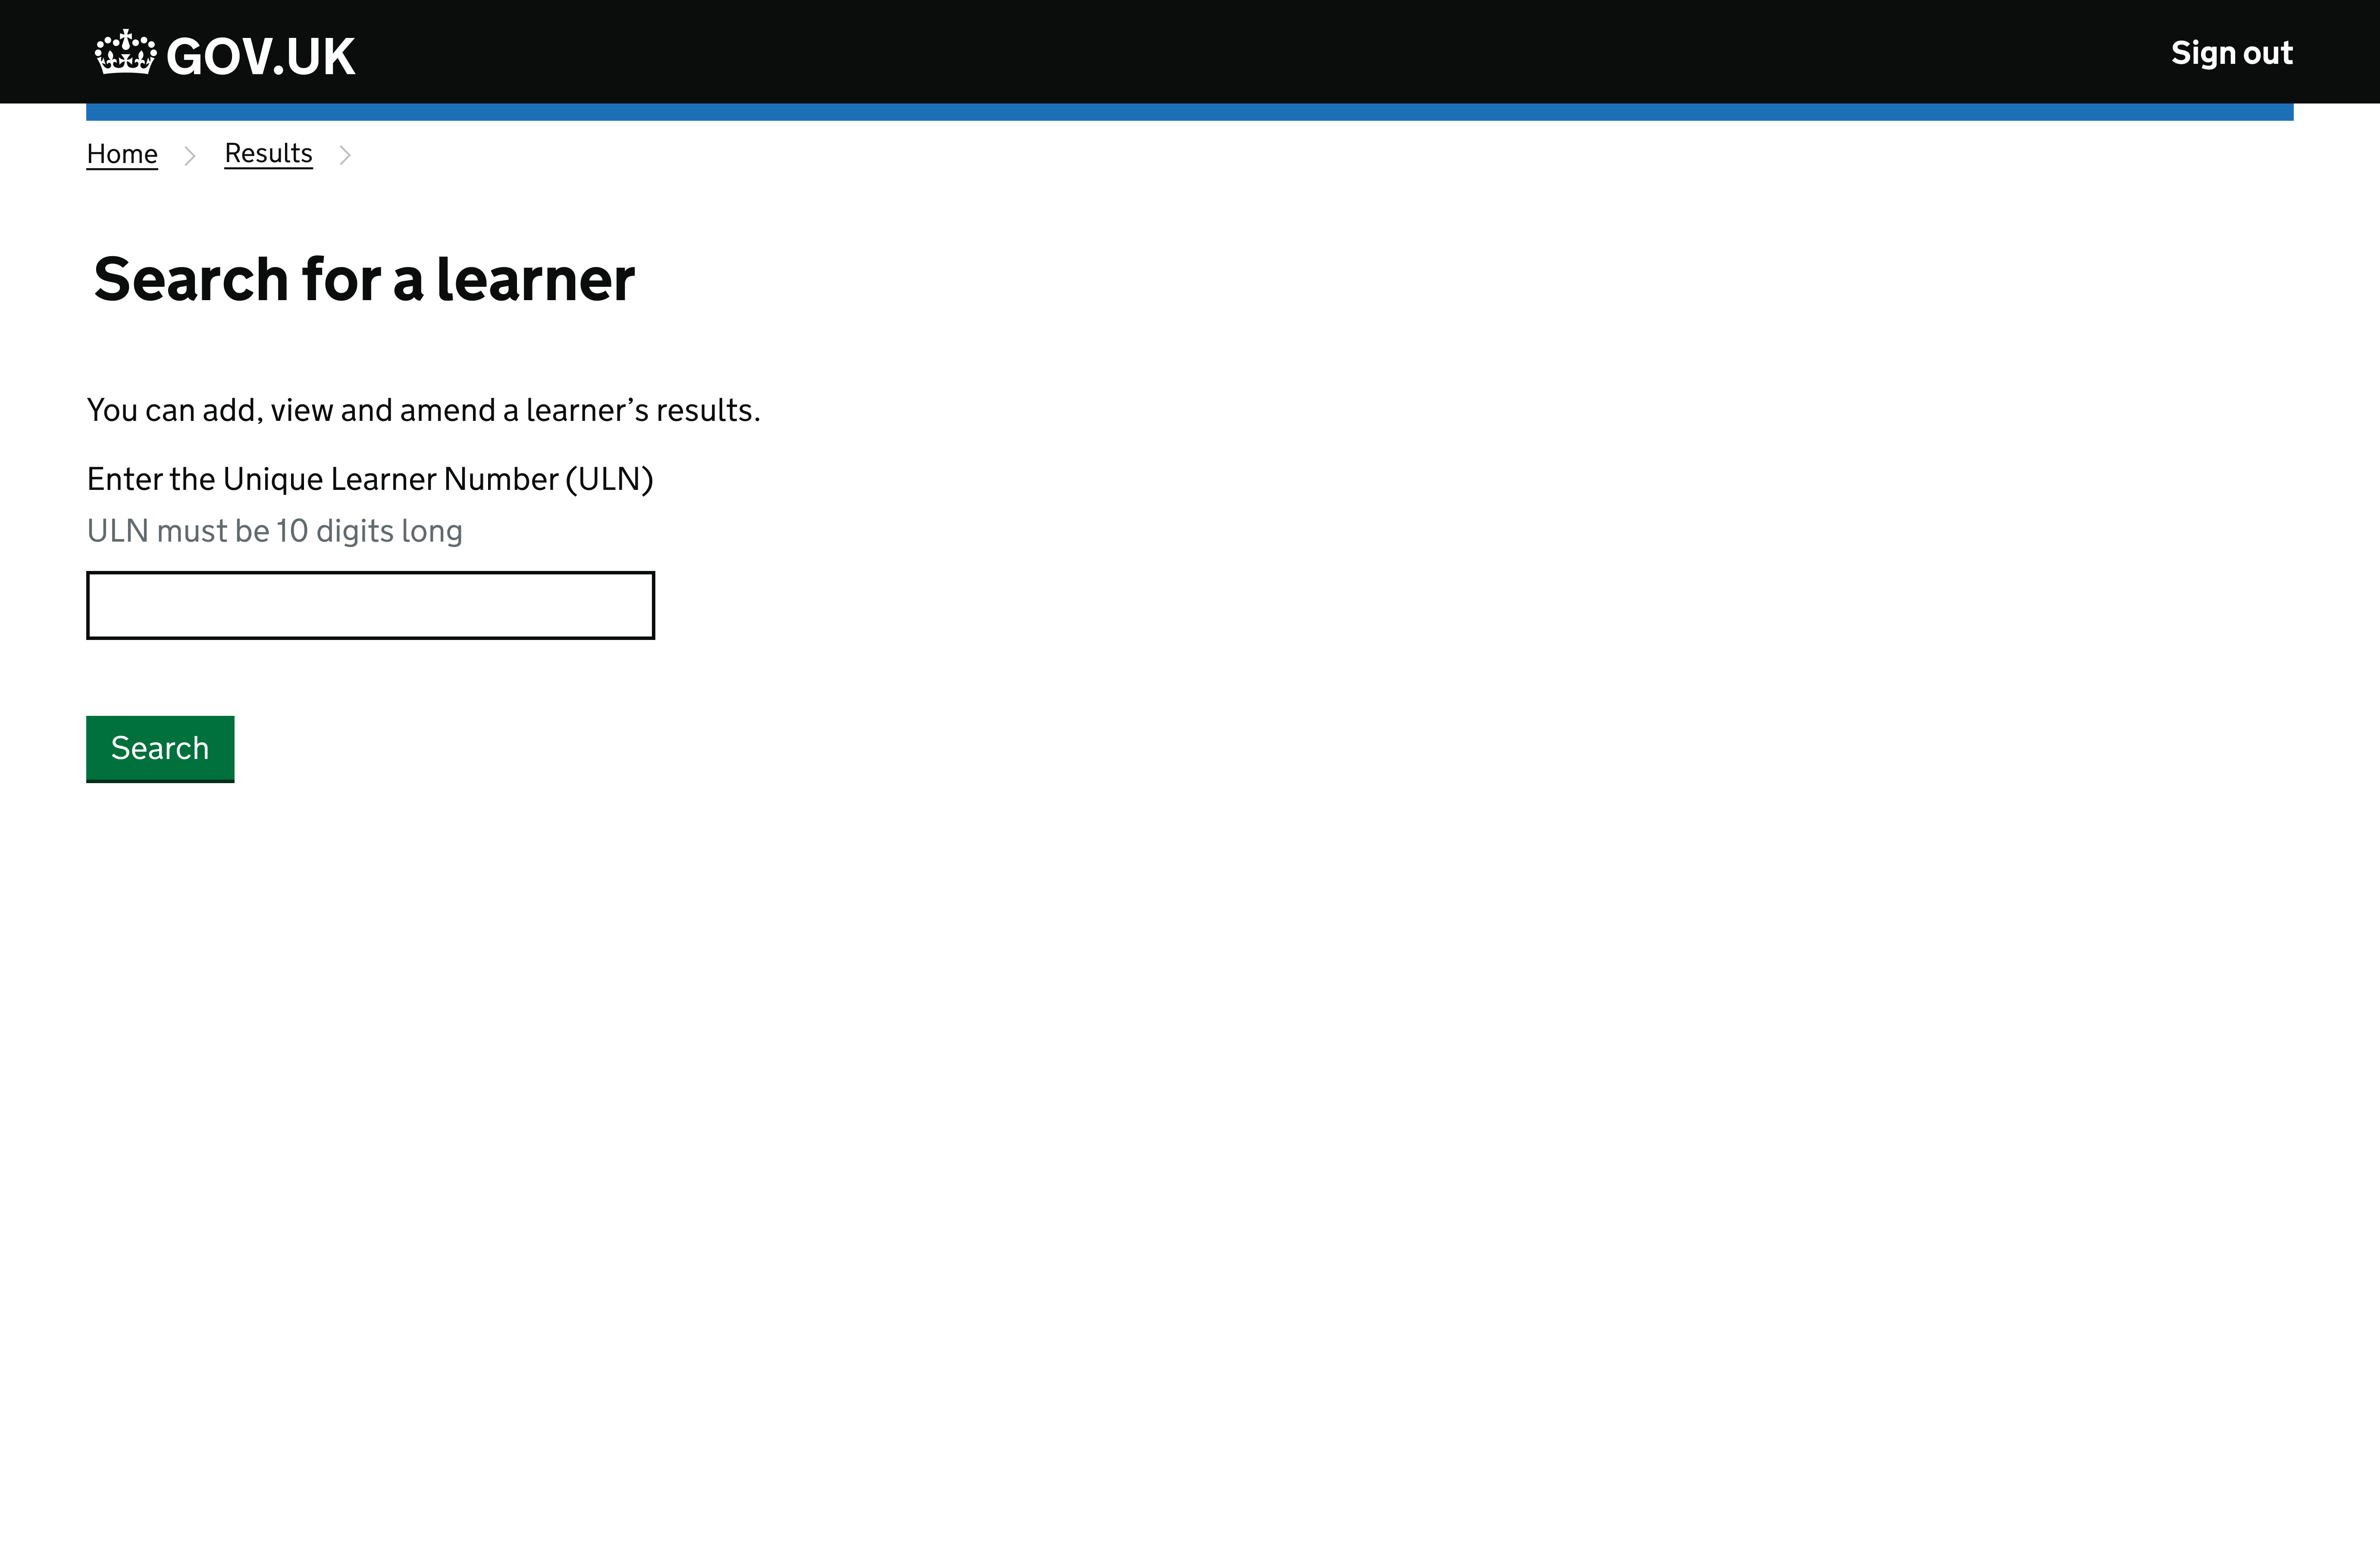 GOV.UK
Sign out
Home
Results
Search for a learner
You can add, view and amend a learner’s results.
Enter the Unique Learner Number (ULN)
ULN must be 10 digits long
Search